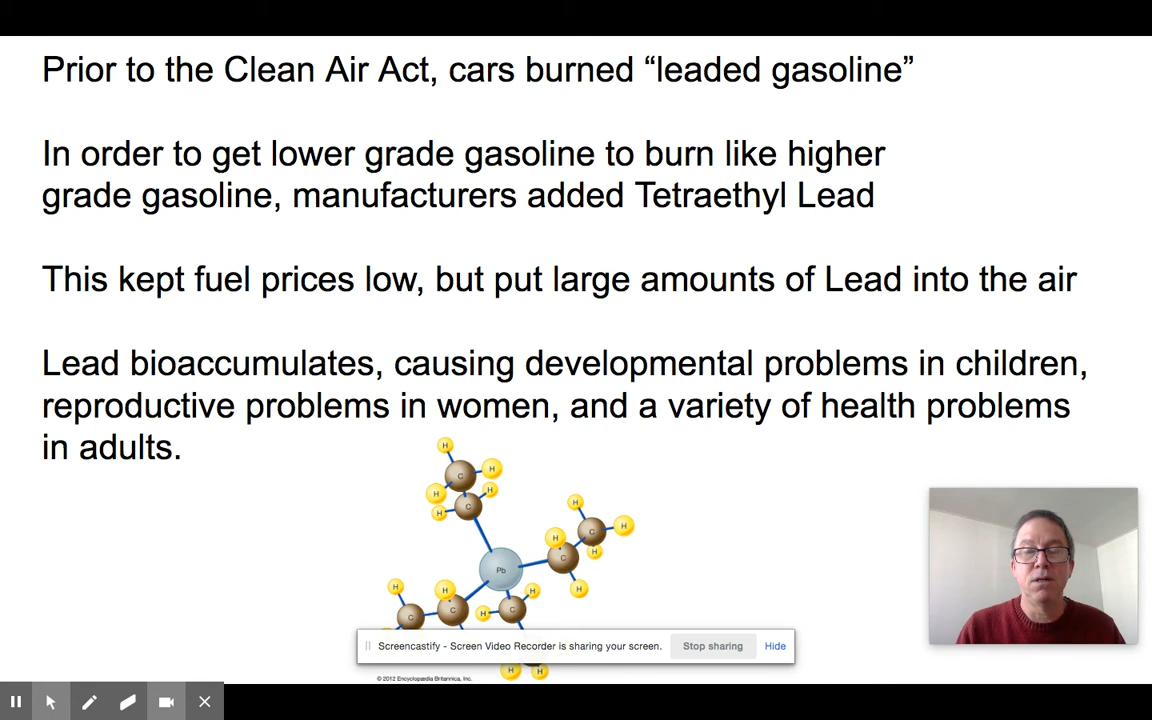 Prior to the Clean Air Act, cars burned “leaded gasoline”
In order to get lower grade gasoline to burn like higher
grade gasoline, manufacturers added Tetraethyl Lead
This kept fuel prices low, but put large amounts of Lead into the air
Lead bioaccumulates, causing developmental problems in children,
reproductive problems in women, and a variety of health problems
in adults.
H
H
C
H
H
C
H
H
H
C
H
H
C
H
Pb
H
H
H
H
C
C
H
C
Screencastify - Screen Video Recorder is sharing your screen. Stop sharing Hide
H
H
© 2012 Encyclopædia Britannica, Inc.